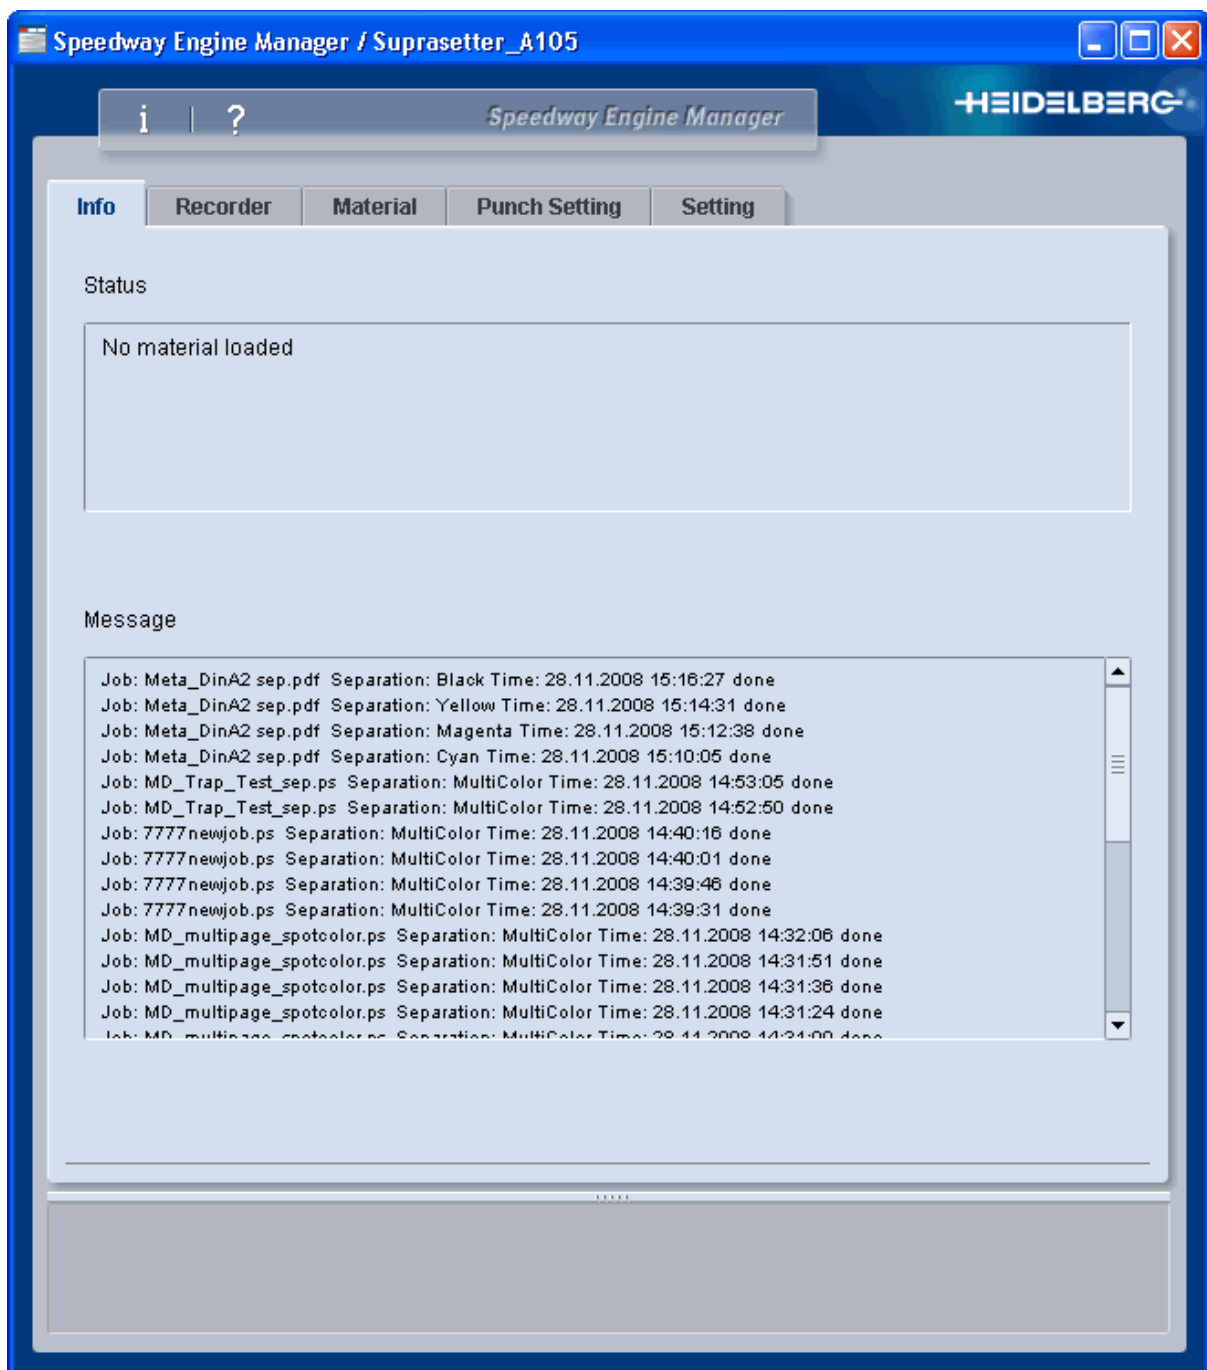 Speedway Engine Manager / Suprasetter_A105
HEIDELBERG
i | ? Speedway Engine Manager
Info Recorder Material Punch Setting Setting
Status
No material loaded
Message
Job: Meta_DinA2 sep.pdf Separation: Black Time: 28.11.2008 15:16:27 done
Job: Meta_DinA2 sep.pdf Separation: Yellow Time: 28.11.2008 15:14:31 done
Job: Meta_DinA2 sep.pdf Separation: Magenta Time: 28.11.2008 15:12:38 done
Job: Meta_DinA2 sep.pdf Separation: Cyan Time: 28.11.2008 15:10:05 done
Job: MD_Trap_Test_sep.ps Separation: MultiColor Time: 28.11.2008 14:53:05 done
Job: MD_Trap_Test_sep.ps Separation: MultiColor Time: 28.11.2008 14:52:50 done
Job: 7777newjob.ps Separation: MultiColor Time: 28.11.2008 14:40:16 done
Job: 7777newjob.ps Separation: MultiColor Time: 28.11.2008 14:40:01 done
Job: 7777newjob.ps Separation: MultiColor Time: 28.11.2008 14:39:46 done
Job: 7777newjob.ps Separation: MultiColor Time: 28.11.2008 14:39:31 done
Job: MD_multipage_spotcolor.ps Separation: MultiColor Time: 28.11.2008 14:32:06 done
Job: MD_multipage_spotcolor.ps Separation: MultiColor Time: 28.11.2008 14:31:51 done
Job: MD_multipage_spotcolor.ps Separation: MultiColor Time: 28.11.2008 14:31:36 done
Job: MD_multipage_spotcolor.ps Separation: MultiColor Time: 28.11.2008 14:31:24 done
Job: MD_multipage_spotcolor.ps Separation: MultiColor Time: 28.11.2008 done